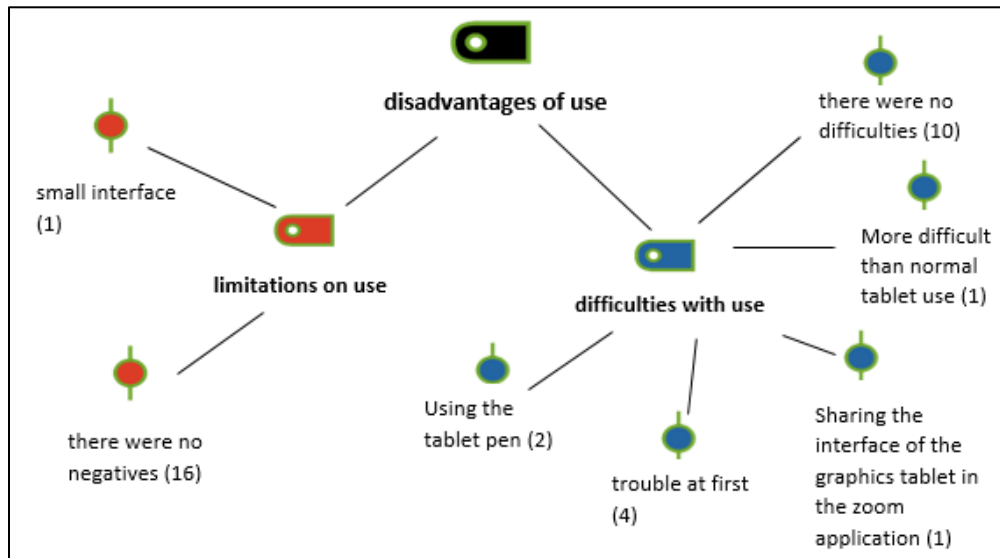 disadvantages of use
there were no
difficulties (10)
small interface
(1)
More difficult
than normal
tablet use (1)
limitations on use
difficulties with use
Using the
tablet pen (2)
Sharing the
interface of the
graphics tablet in
the zoom
application (1)
there were no
negatives (16)
trouble at first
(4)